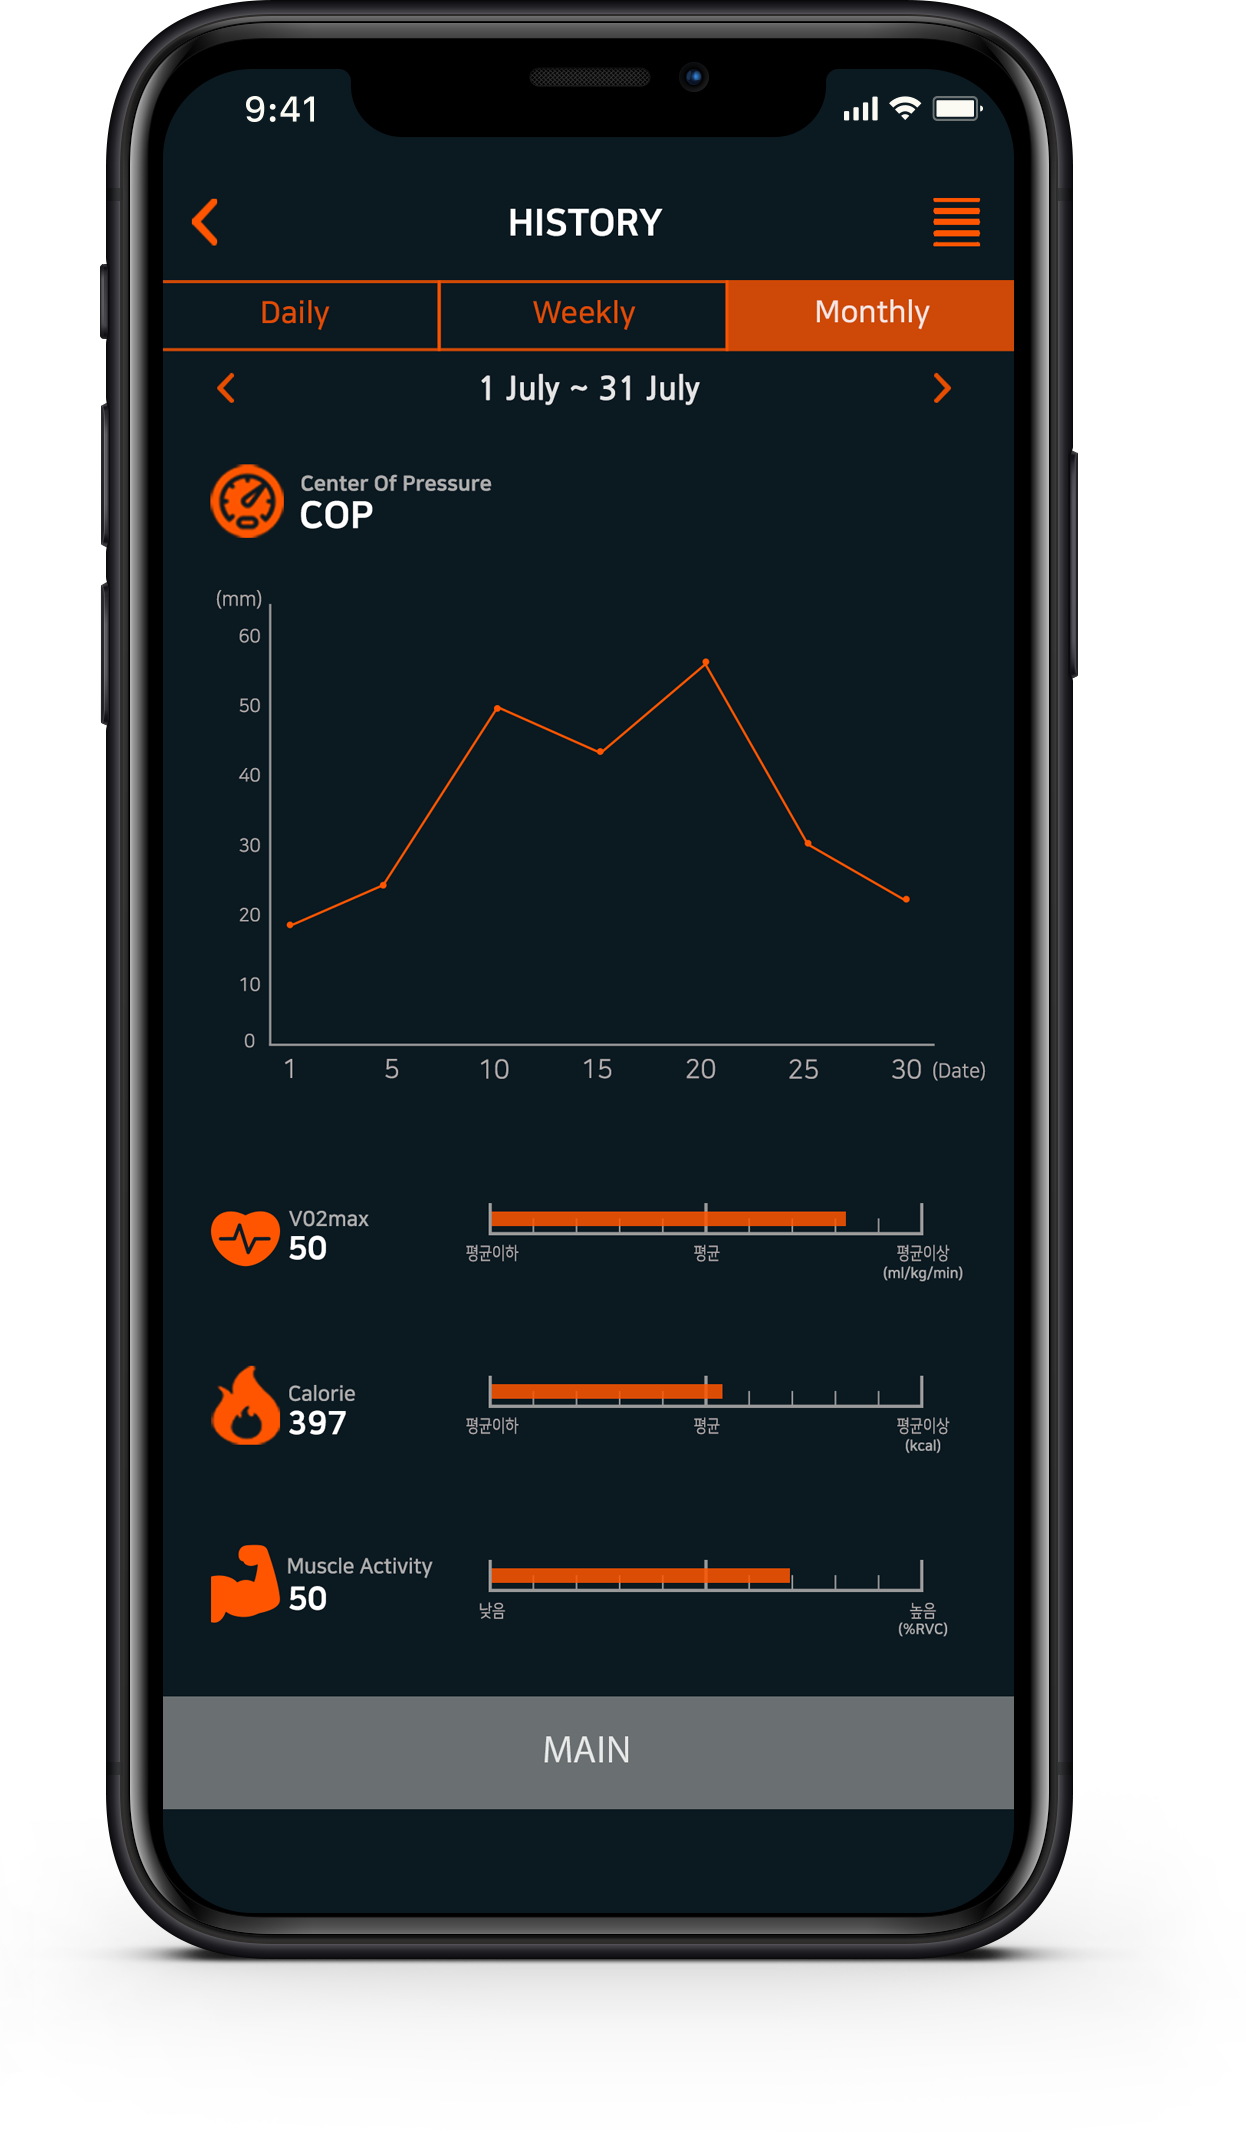 9:41
HISTORY
Daily Weekly Monthly
1 July ~ 31 July
Center Of Pressure
COP
(mm)
60
50
40
30
20
10
0
1 5 10 15 20 25 30 (Date)
V02max
50
평균이하 평균 평균이상
(ml/kg/min)
Calorie
397
평균이하 평균 평균이상
(kcal)
Muscle Activity
50
낮음 높음
(%RVC)
MAIN